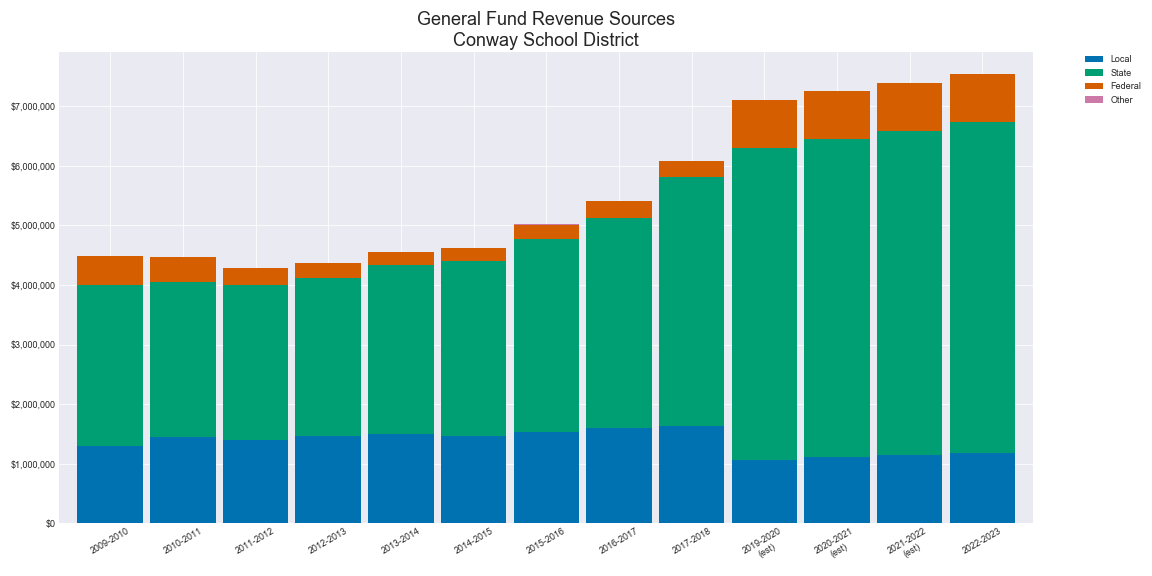 General Fund Revenue Sources
Conway School District
Local
State
Federal
Other
$7,000,000
$6,000,000
$5,000,000
$4,000,000
$3,000,000
$2,000,000
$1,000,000
$0
2009-2010
2010-2011
2011-2012
2012-2013
2013-2014
2014-2015
2015-2016
2016-2017
2017-2018
2019-2020
(est)
2020-2021
(est)
2021-2022
(est)
2022-2023